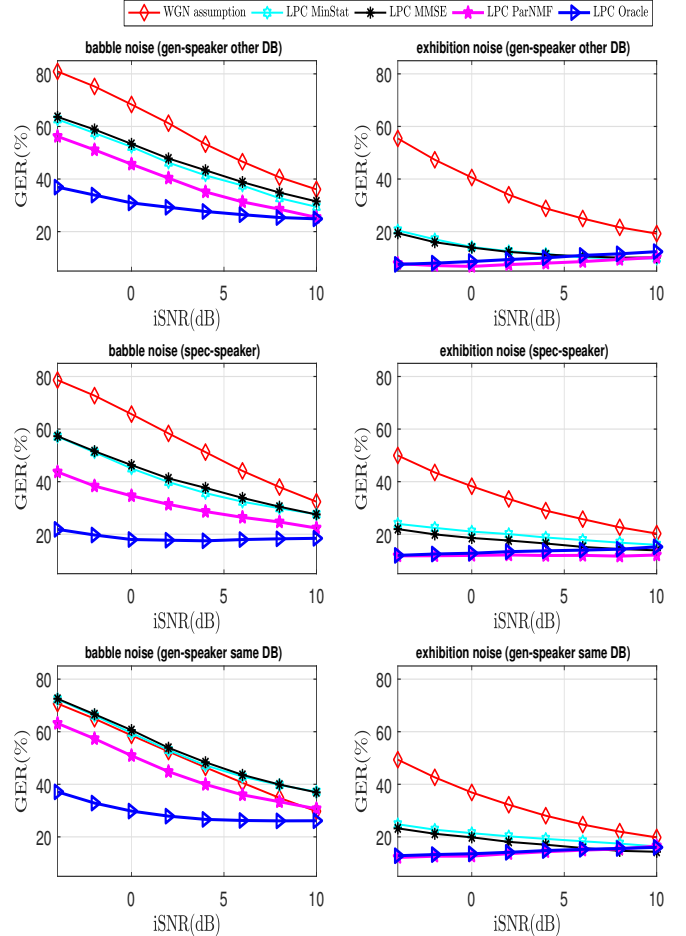 WGN assumption LPC MinStat LPC MMSE LPC ParNMF LPC Oracle
babble noise (gen-speaker other DB)
GER(%)
80
60
40
20
0 5 10
iSNR(dB)
exhibition noise (gen-speaker other DB)
GER(%)
80
60
40
20
0 5 10
iSNR(dB)
babble noise (spec-speaker)
GER(%)
80
60
40
20
0 5 10
iSNR(dB)
exhibition noise (spec-speaker)
GER(%)
80
60
40
20
0 5 10
iSNR(dB)
babble noise (gen-speaker same DB)
GER(%)
80
60
40
20
0 5 10
iSNR(dB)
exhibition noise (gen-speaker same DB)
GER(%)
80
60
40
20
0 5 10
iSNR(dB)